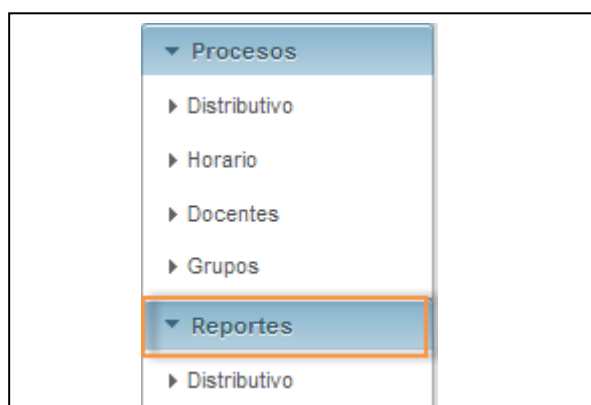 Procesos
Distributivo
Horario
Docentes
Grupos
Reportes
Distributivo